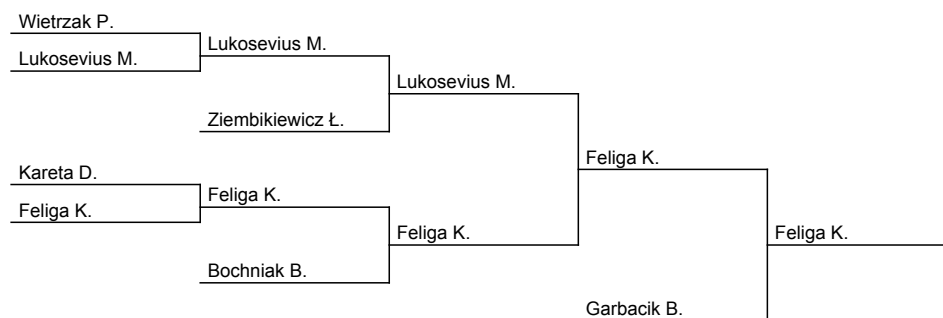 Wietrzak P.
Lukosevius M.
Lukosevius M.
Lukosevius M.
Ziembikiewicz Ł.
Kareta D.
Feliga K.
Feliga K.
Feliga K.
Feliga K.
Feliga K.
Bochniak B.
Garbacik B.